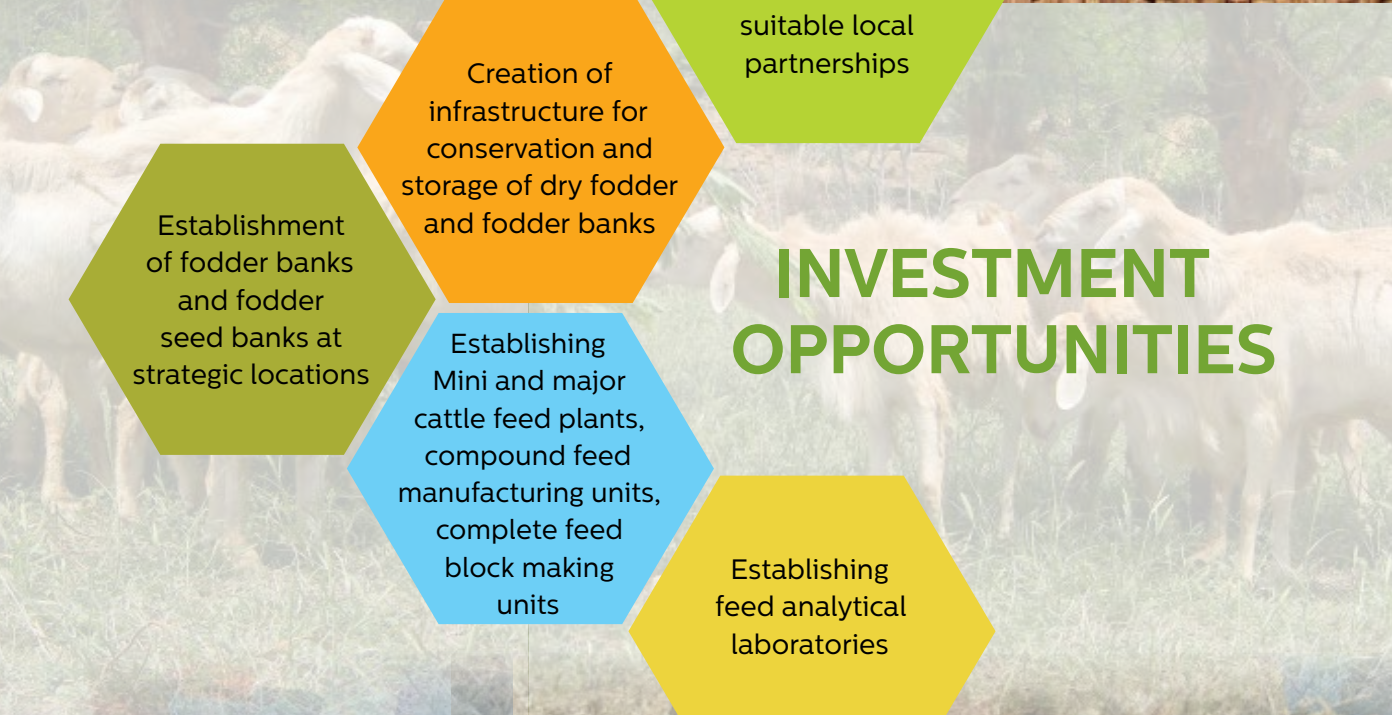 suitable local
partnerships
Creation of
infrastructure for
conservation and
storage of dry fodder
and fodder banks
Establishment
of fodder banks
and fodder
seed banks at
strategic locations
INVESTMENT
OPPORTUNITIES
Establishing
Mini and major
cattle feed plants,
compound feed
manufacturing units,
complete feed
block making
units
Establishing
feed analytical
laboratories